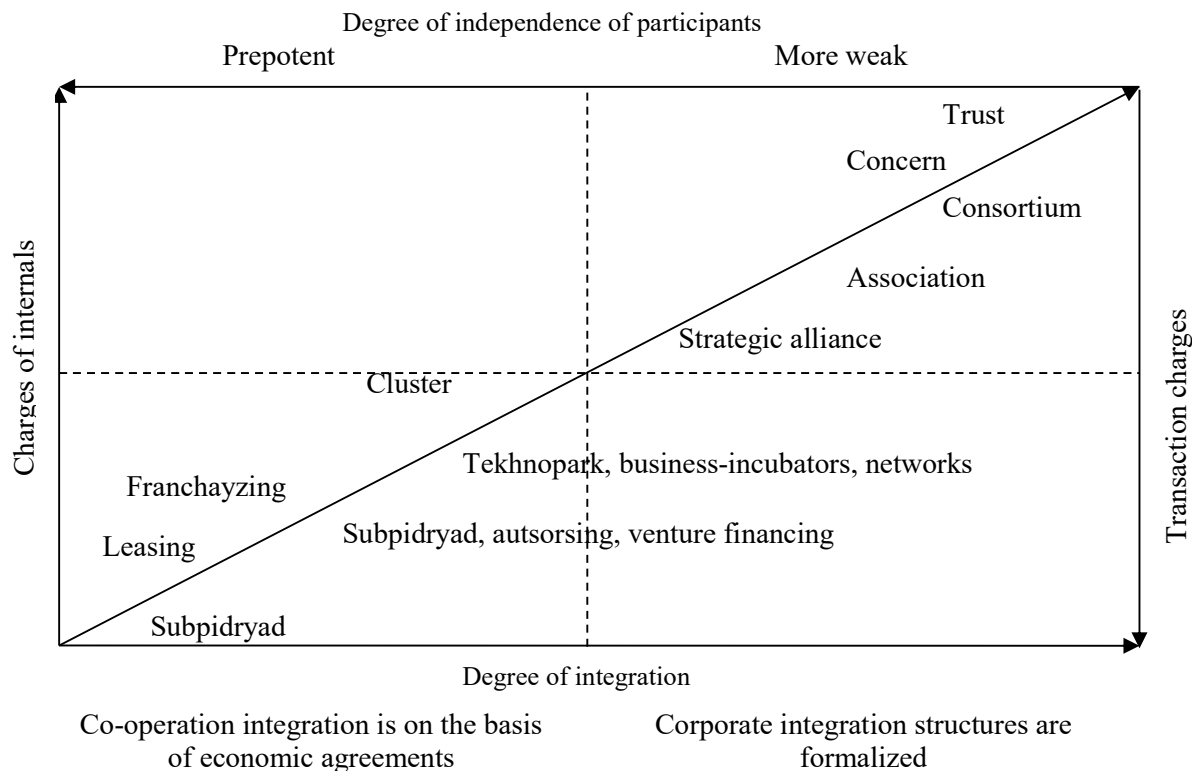 Degree of independence of participants
Prepotent
More weak
Trust
Concern
Consortium
Association
Strategic alliance
Charges of internals
Transaction charges
Cluster
Tekhnopark, business-incubators, networks
Franchayzing
Subpidryad, autsorsing, venture financing
Leasing
Subpidryad
Degree of integration
Co-operation integration is on the basis
of economic agreements
Corporate integration structures are
formalized